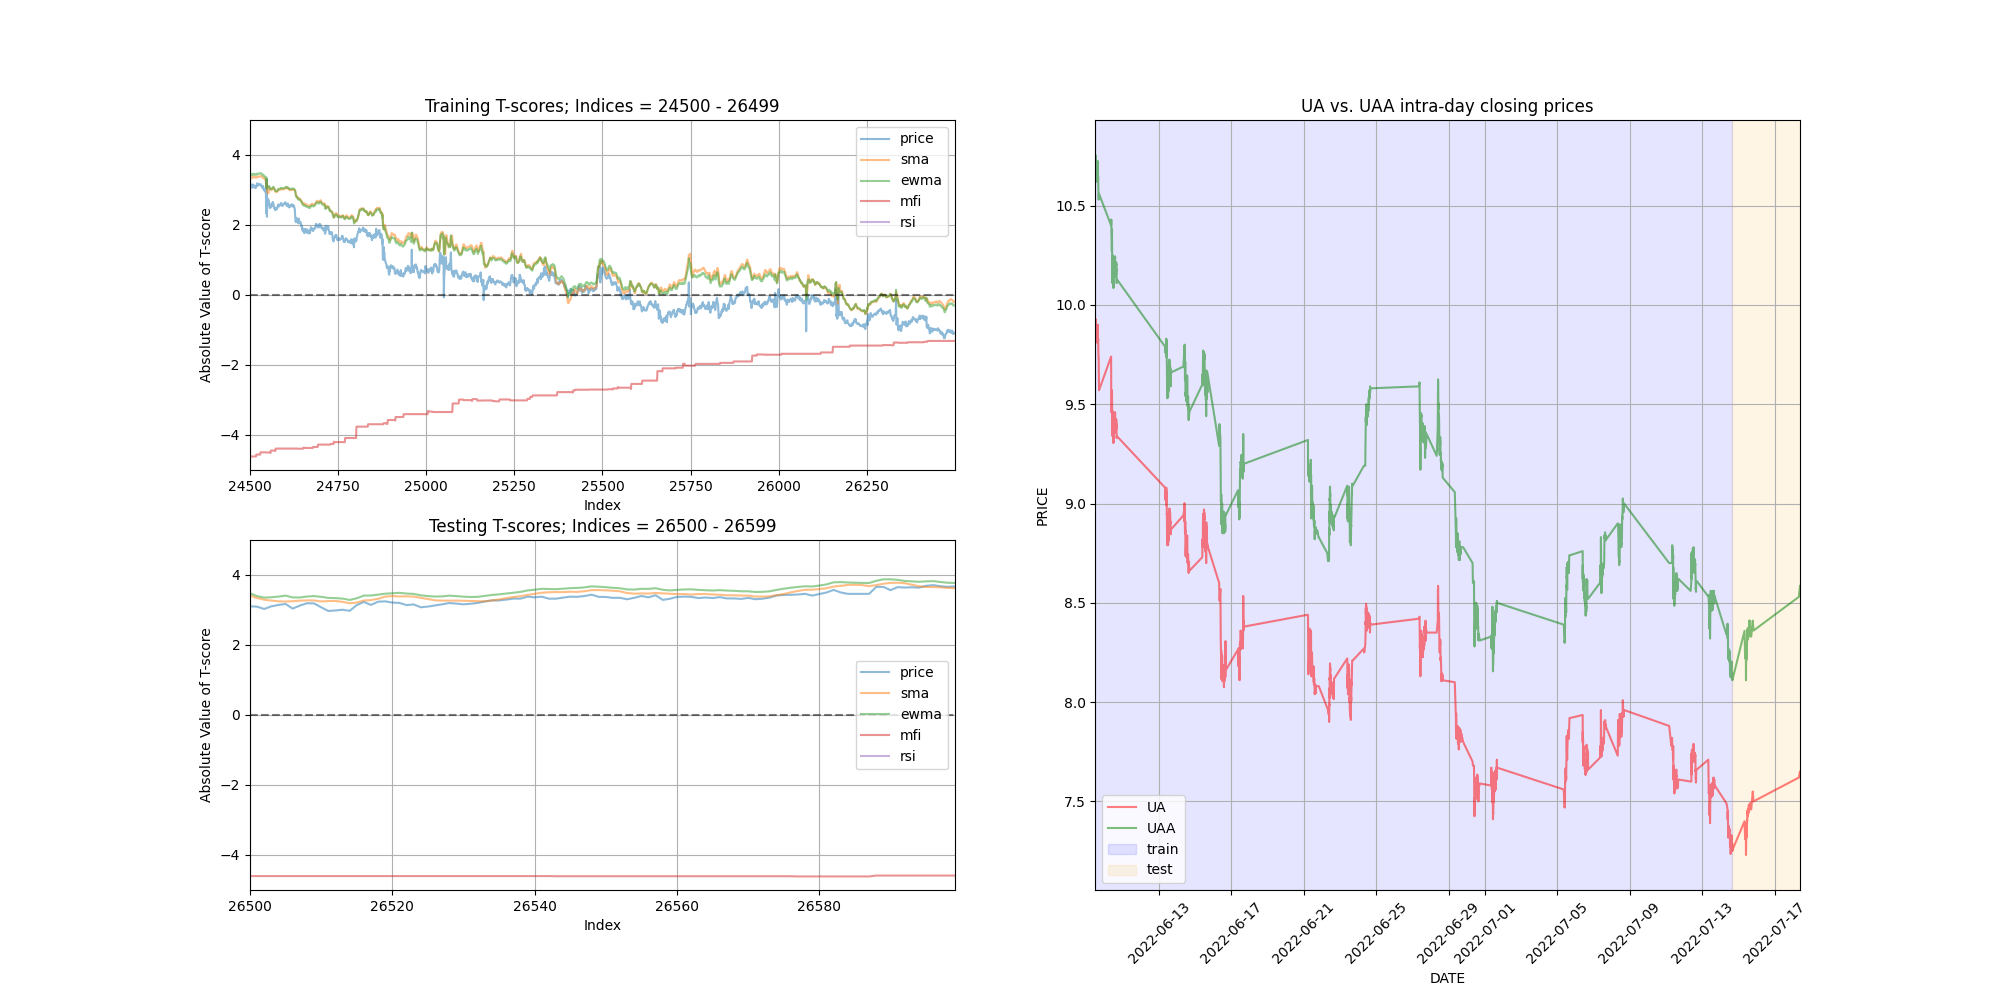 Training T-scores; Indices = 24500 - 26499
Absolute Value of T-score
4
2
0
−2
−4
price
sma
ewma
mfi
rsi
24500 24750 25000 25250 25500 25750 26000 26250
Index
Testing T-scores; Indices = 26500 - 26599
Absolute Value of T-score
4
2
0
−2
−4
price
sma
ewma
mfi
rsi
26500 26520 26540 26560 26580
Index
UA vs. UAA intra-day closing prices
PRICE
10.5
10.0
9.5
9.0
8.5
8.0
7.5
UA
UAA
train
test
2022-06-13 2022-06-17 2022-06-21 2022-06-25 2022-06-29 2022-07-01 2022-07-05 2022-07-09 2022-07-13 2022-07-17
DATE